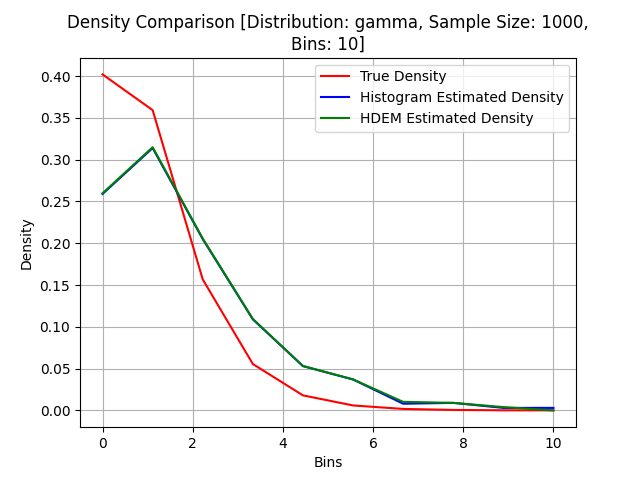 Density Comparison [Distribution: gamma, Sample Size: 1000,
Bins: 10]
True Density
Histogram Estimated Density
HDEM Estimated Density
Density
0.40
0.35
0.30
0.25
0.20
0.15
0.10
0.05
0.00
0 2 4 6 8 10
Bins